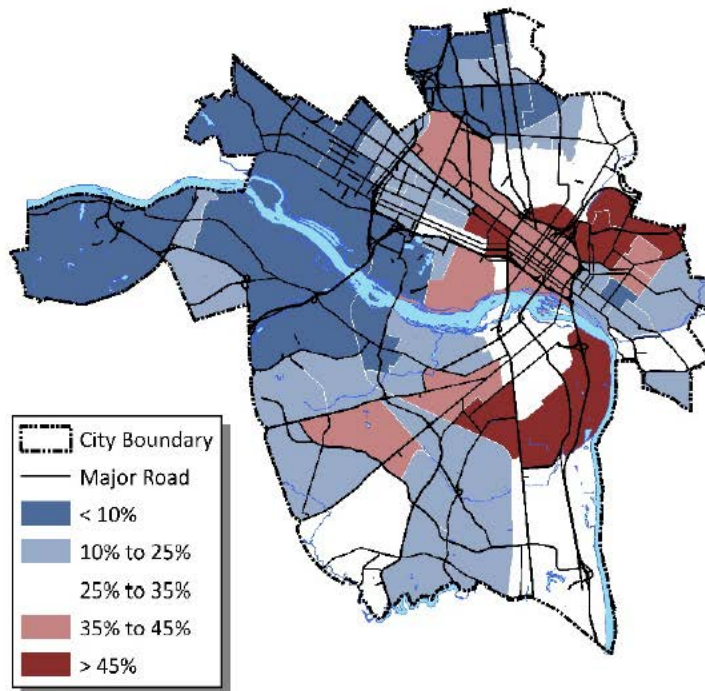 City Boundary
Major Road
< 10%
10% to 25%
25% to 35%
35% to 45%
> 45%